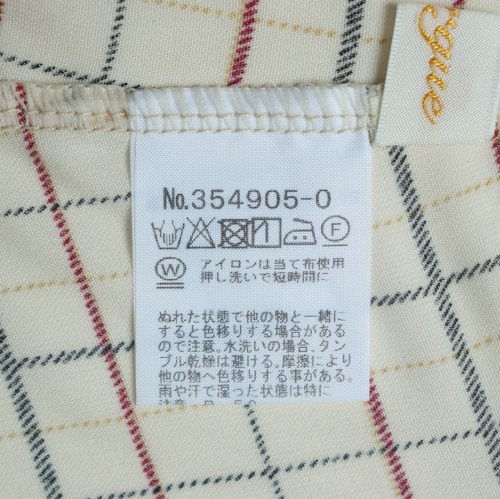 gue
No.354905-0
F
W
アイロンは当て布使用
押し洗いで短時間に
ぬれた状態で他の物と一緒に
すると色移りする場合がある
ので注意。水洗いの場合、タン
ブル乾燥は避ける。摩擦により
他の物へ色移りする事がある。
雨や汗で湿った状態は特に